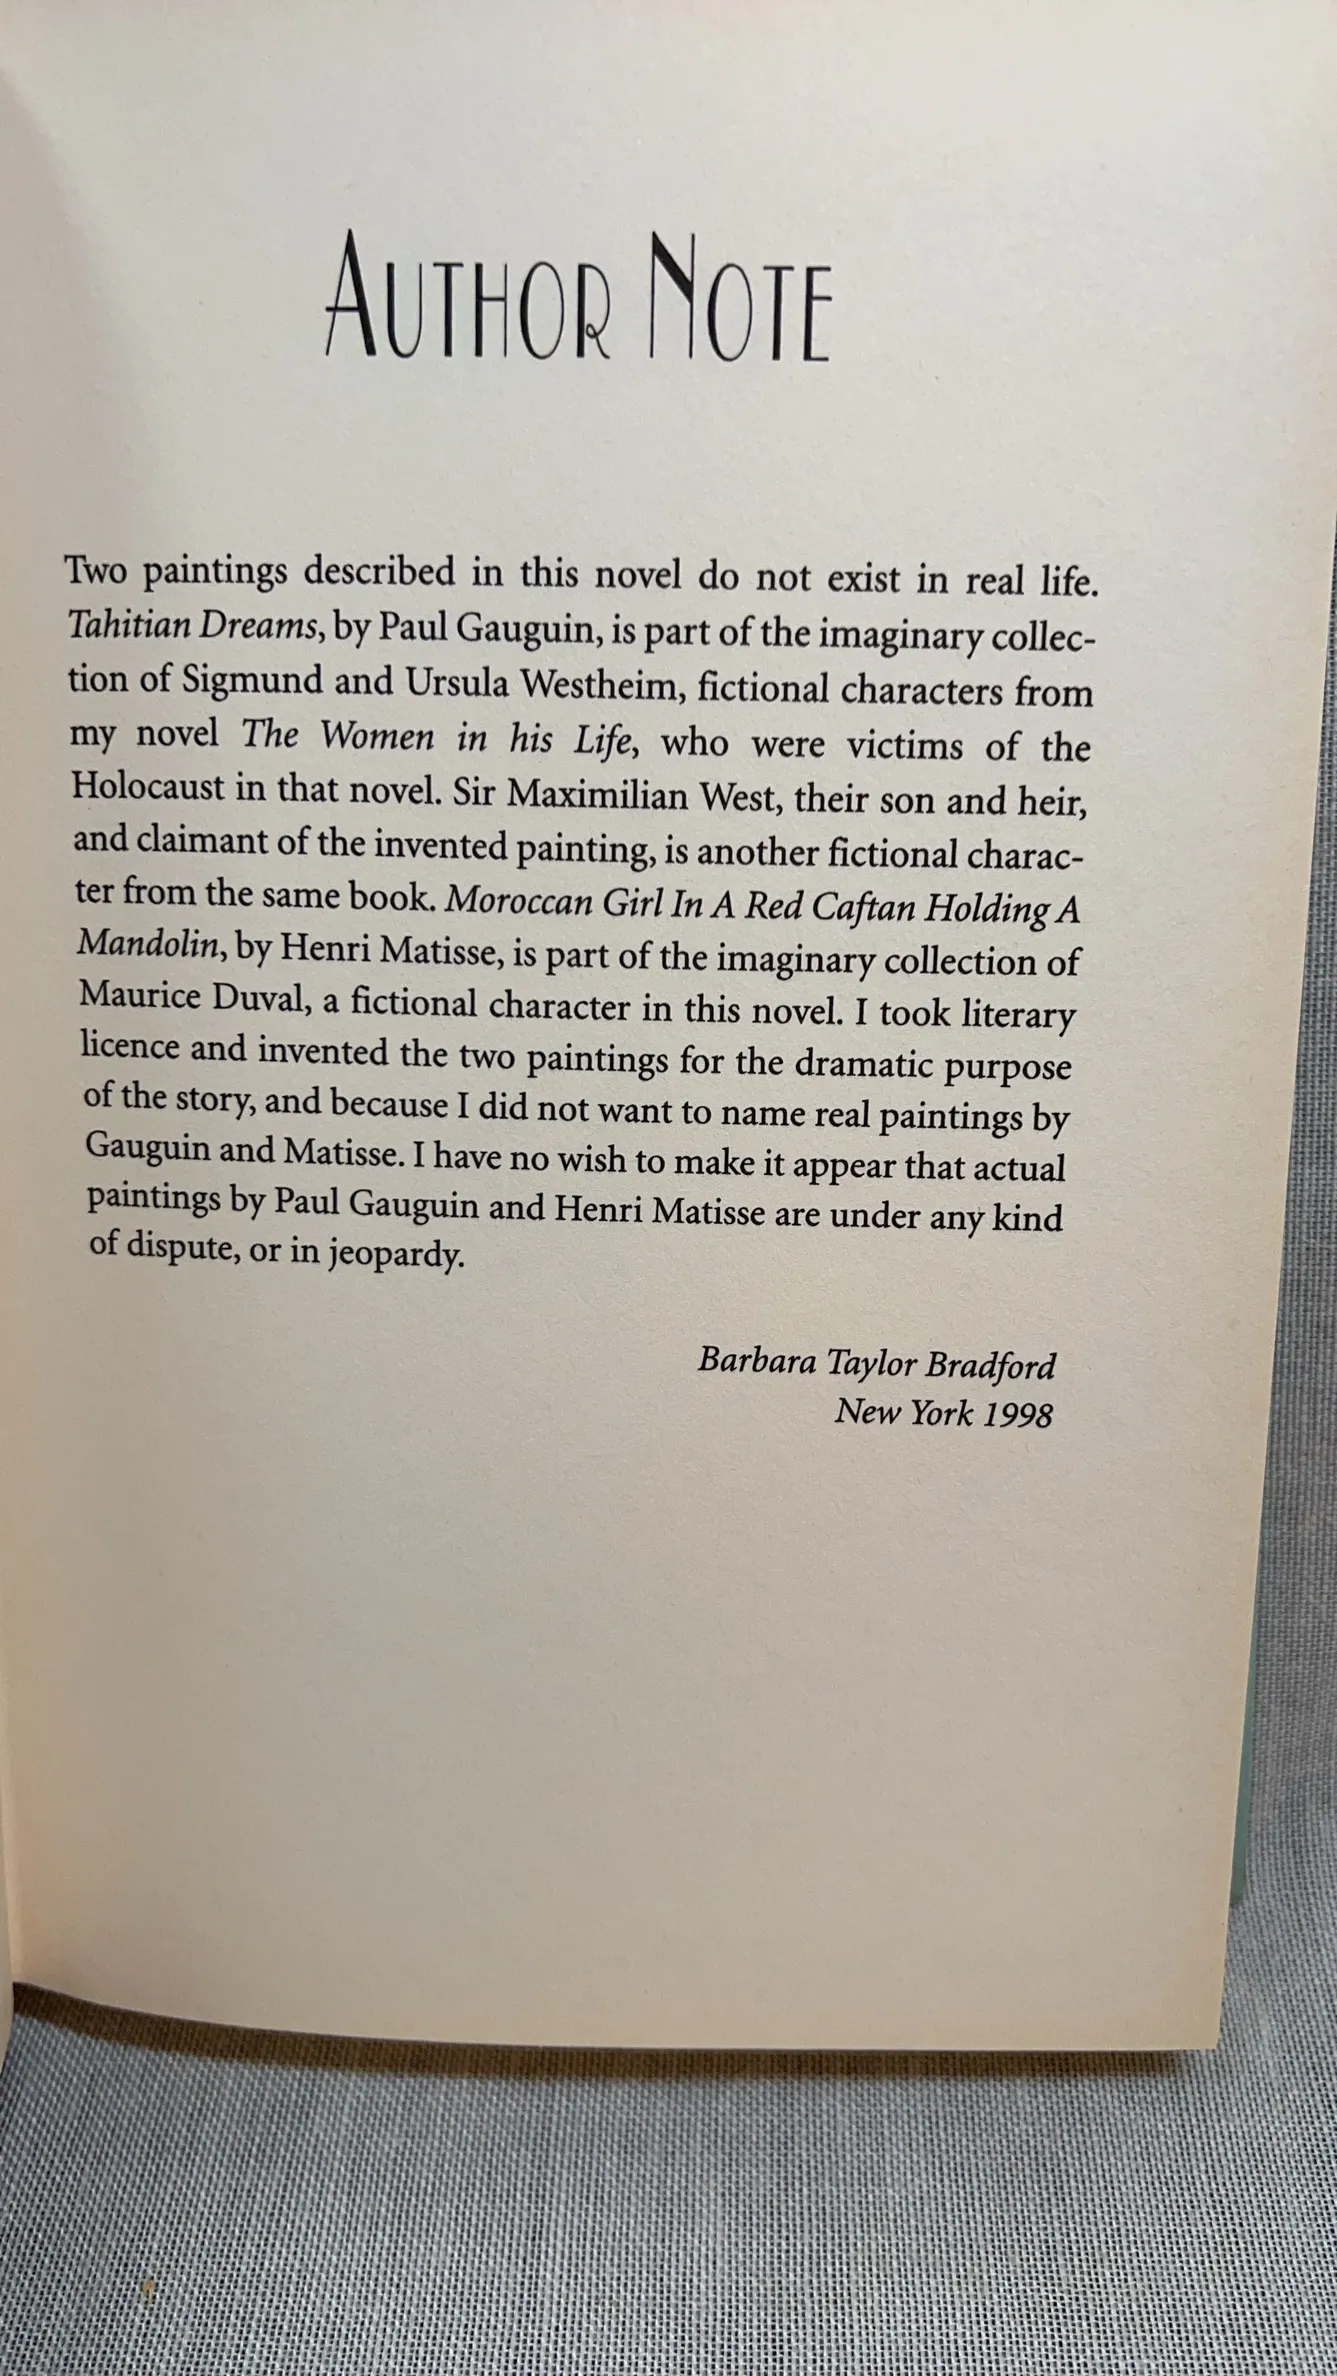 AUTHOR NOTE
Two paintings described in this novel do not exist in real life.
Tahitian Dreams, by Paul Gauguin, is part of the imaginary collec-
tion of Sigmund and Ursula Westheim, fictional characters from
my novel The Women in his Life, who were victims of the
Holocaust in that novel. Sir Maximilian West, their son and heir,
and claimant of the invented painting, is another fictional charac-
ter from the same book. Moroccan Girl In A Red Caftan Holding A
Mandolin, by Henri Matisse, is part of the imaginary collection of
Maurice Duval, a fictional character in this novel. I took literary
licence and invented the two paintings for the dramatic purpose
of the story, and because I did not want to name real paintings by
Gauguin and Matisse. I have no wish to make it appear that actual
paintings by Paul Gauguin and Henri Matisse are under any kind
of dispute, or in jeopardy.
Barbara Taylor Bradford
New York 1998